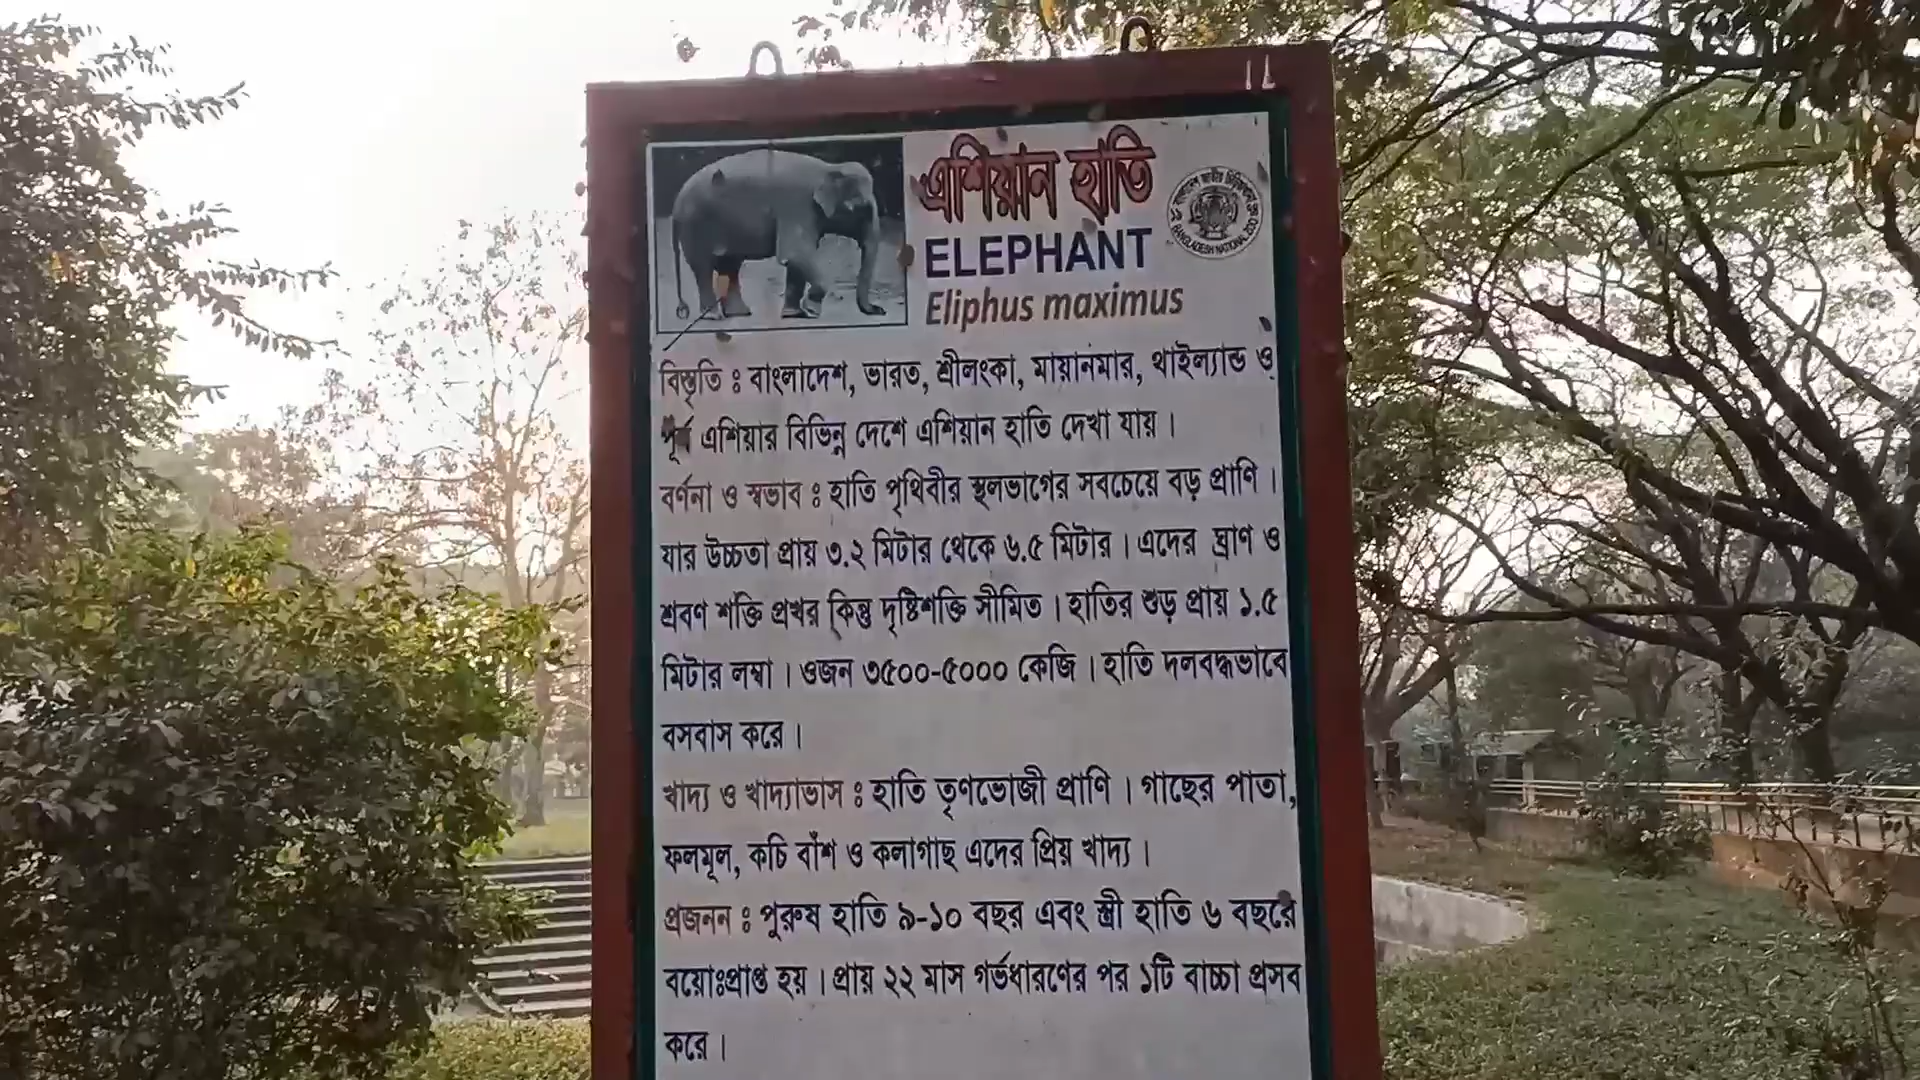 এশিয়ান হাতি
ELEPHANT
Eliphus maximus
BANGLADESH NATIONAL ZOO
বিস্তৃতি ঃ বাংলাদেশ, ভারত, শ্রীলংকা, মায়ানমার, থাইল্যান্ড ও
পূর্ব এশিয়ার বিভিন্ন দেশে এশিয়ান হাতি দেখা যায়।
বর্ণনা ও স্বভাব ঃ হাতি পৃথিবীর স্থলভাগের সবচেয়ে বড় প্রাণি।
যার উচ্চতা প্রায় ৩.২ মিটার থেকে ৬.৫ মিটার। এদের ঘ্রাণ ও
শ্রবণ শক্তি প্রখর কিন্তু দৃষ্টিশক্তি সীমিত। হাতির শুড় প্রায় ১.৫
মিটার লম্বা। ওজন ৩৫০০-৫০০০ কেজি। হাতি দলবদ্ধভাবে
বসবাস করে।
খাদ্য ও খাদ্যাভাস ঃ হাতি তৃণভোজী প্রাণি। গাছের পাতা,
ফলমূল, কচি বাঁশ ও কলাগাছ এদের প্রিয় খাদ্য।
প্রজনন ঃ পুরুষ হাতি ৯-১০ বছর এবং স্ত্রী হাতি ৬ বছরে
বয়োঃপ্রাপ্ত হয়। প্রায় ২২ মাস গর্ভধারণের পর ১টি বাচ্চা প্রসব
করে।